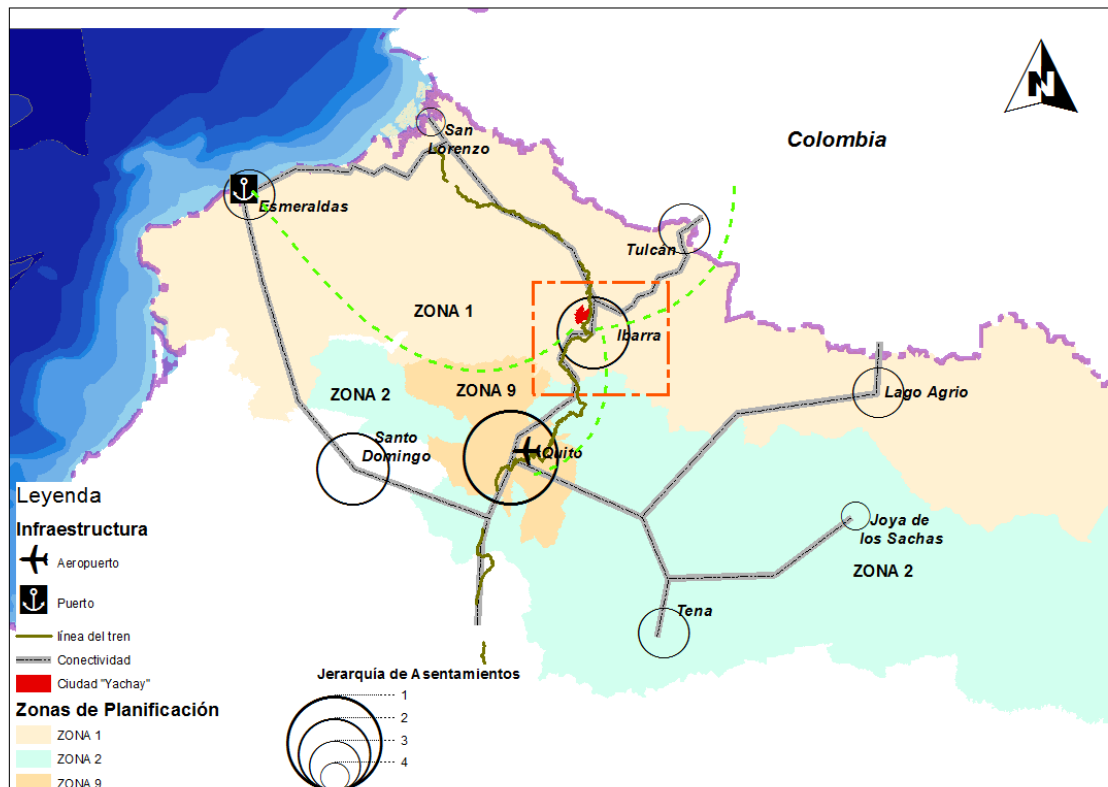 N
Colombia
San
Lorenzo
Esmeraldas
Tulcán
ZONA 1
Ibarra
ZONA 9
ZONA 2
Lago Agrio
Santo
Domingo
Quito
Joya de
los Sachas
ZONA 2
Tena
Leyenda
Infraestructura
Aeropuerto
Puerto
línea del tren
Conectividad
Ciudad "Yachay"
Zonas de Planificación
ZONA 1
ZONA 2
ZONA 9
Jerarquía de Asentamientos
1
2
3
4